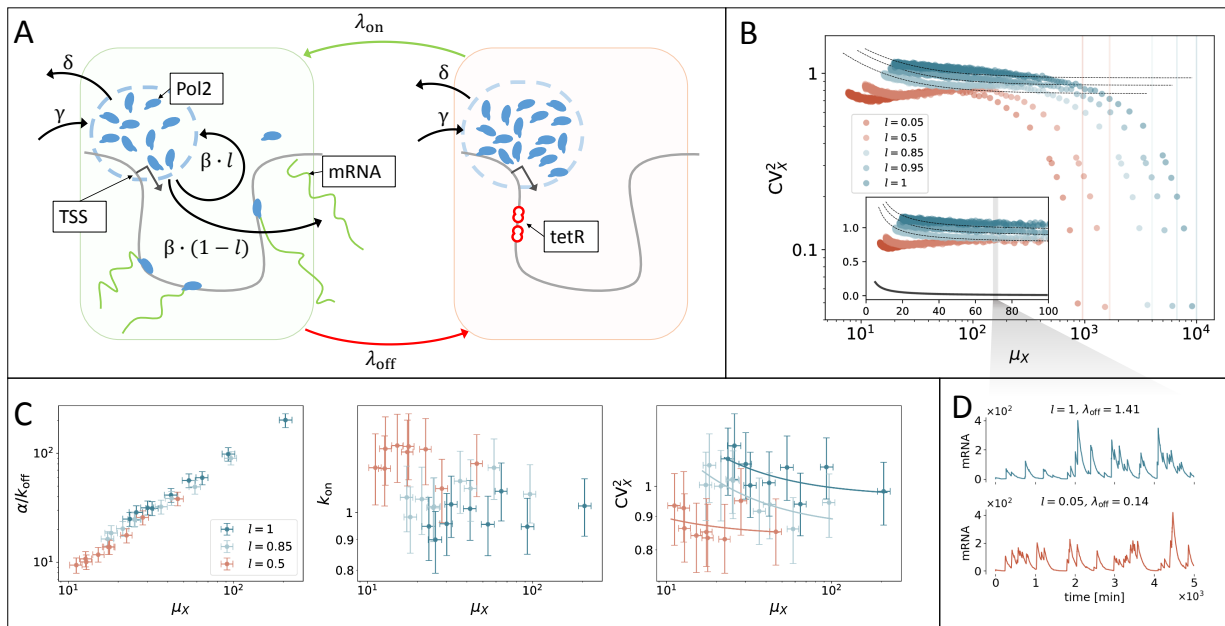 A
λon
δ
Pol2
γ
β · l
mRNA
TSS
β · (1 − l)
δ
γ
tetR
λoff
B
CV²X
1
0.1
l = 0.05
l = 0.5
l = 0.85
l = 0.95
l = 1
1.0
0.5
0.0
20 40 60 80 100
10¹ 10² 10³ 10⁴
μX
C
α/koff
10²
10¹
l = 1
l = 0.85
l = 0.5
10¹ 10²
μX
kon
1
0.9
0.8
10¹ 10²
μX
CV²X
1
0.9
0.8
10¹ 10²
μX
D
×10²
l = 1, λoff = 1.41
mRNA
4
2
0
×10²
l = 0.05, λoff = 0.14
mRNA
4
2
0
0 1 2 3 4 5
time [min]
×10³